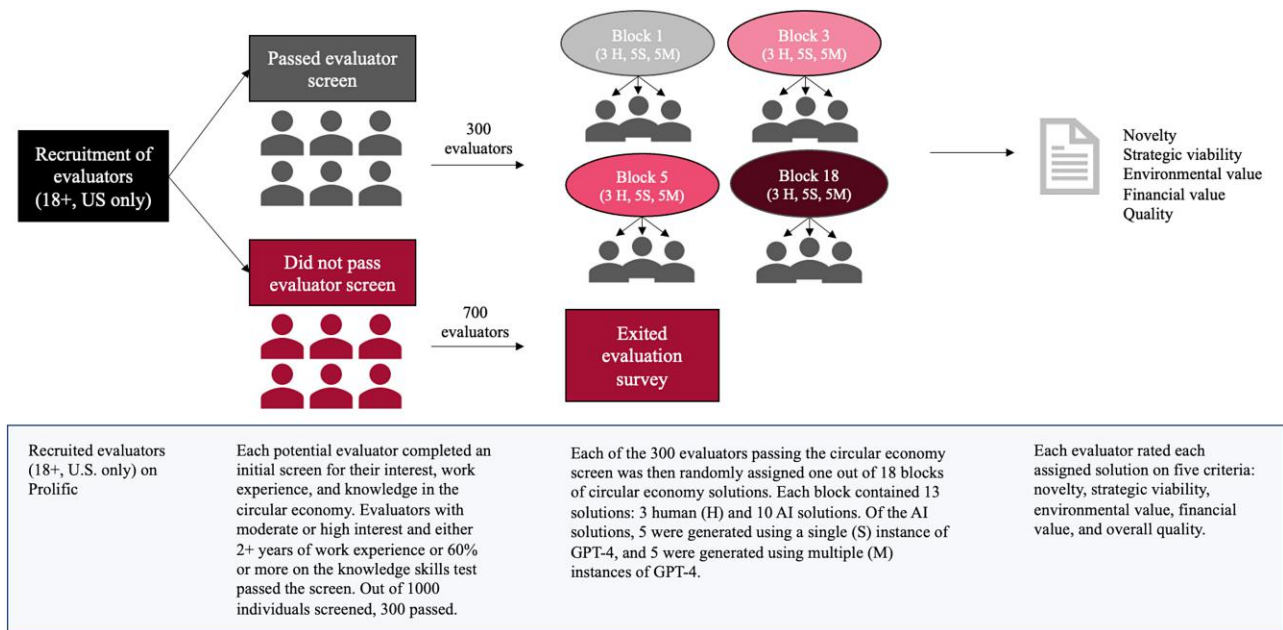 Recruitment of
evaluators
(18+, US only)
Passed evaluator
screen
Did not pass
evaluator screen
300
evaluators
700
evaluators
Block 1
(3 H, 5S, 5M)
Block 3
(3 H, 5S, 5M)
Block 5
(3 H, 5S, 5M)
Block 18
(3 H, 5S, 5M)
Exited
evaluation
survey
Novelty
Strategic viability
Environmental value
Financial value
Quality
Recruited evaluators
(18+, U.S. only) on
Prolific
Each potential evaluator completed an
initial screen for their interest, work
experience, and knowledge in the
circular economy. Evaluators with
moderate or high interest and either
2+ years of work experience or 60%
or more on the knowledge skills test
passed the screen. Out of 1000
individuals screened, 300 passed.
Each of the 300 evaluators passing the circular economy
screen was then randomly assigned one out of 18 blocks
of circular economy solutions. Each block contained 13
solutions: 3 human (H) and 10 AI solutions. Of the AI
solutions, 5 were generated using a single (S) instance of
GPT-4, and 5 were generated using multiple (M)
instances of GPT-4.
Each evaluator rated each
assigned solution on five criteria:
novelty, strategic viability,
environmental value, financial
value, and overall quality.